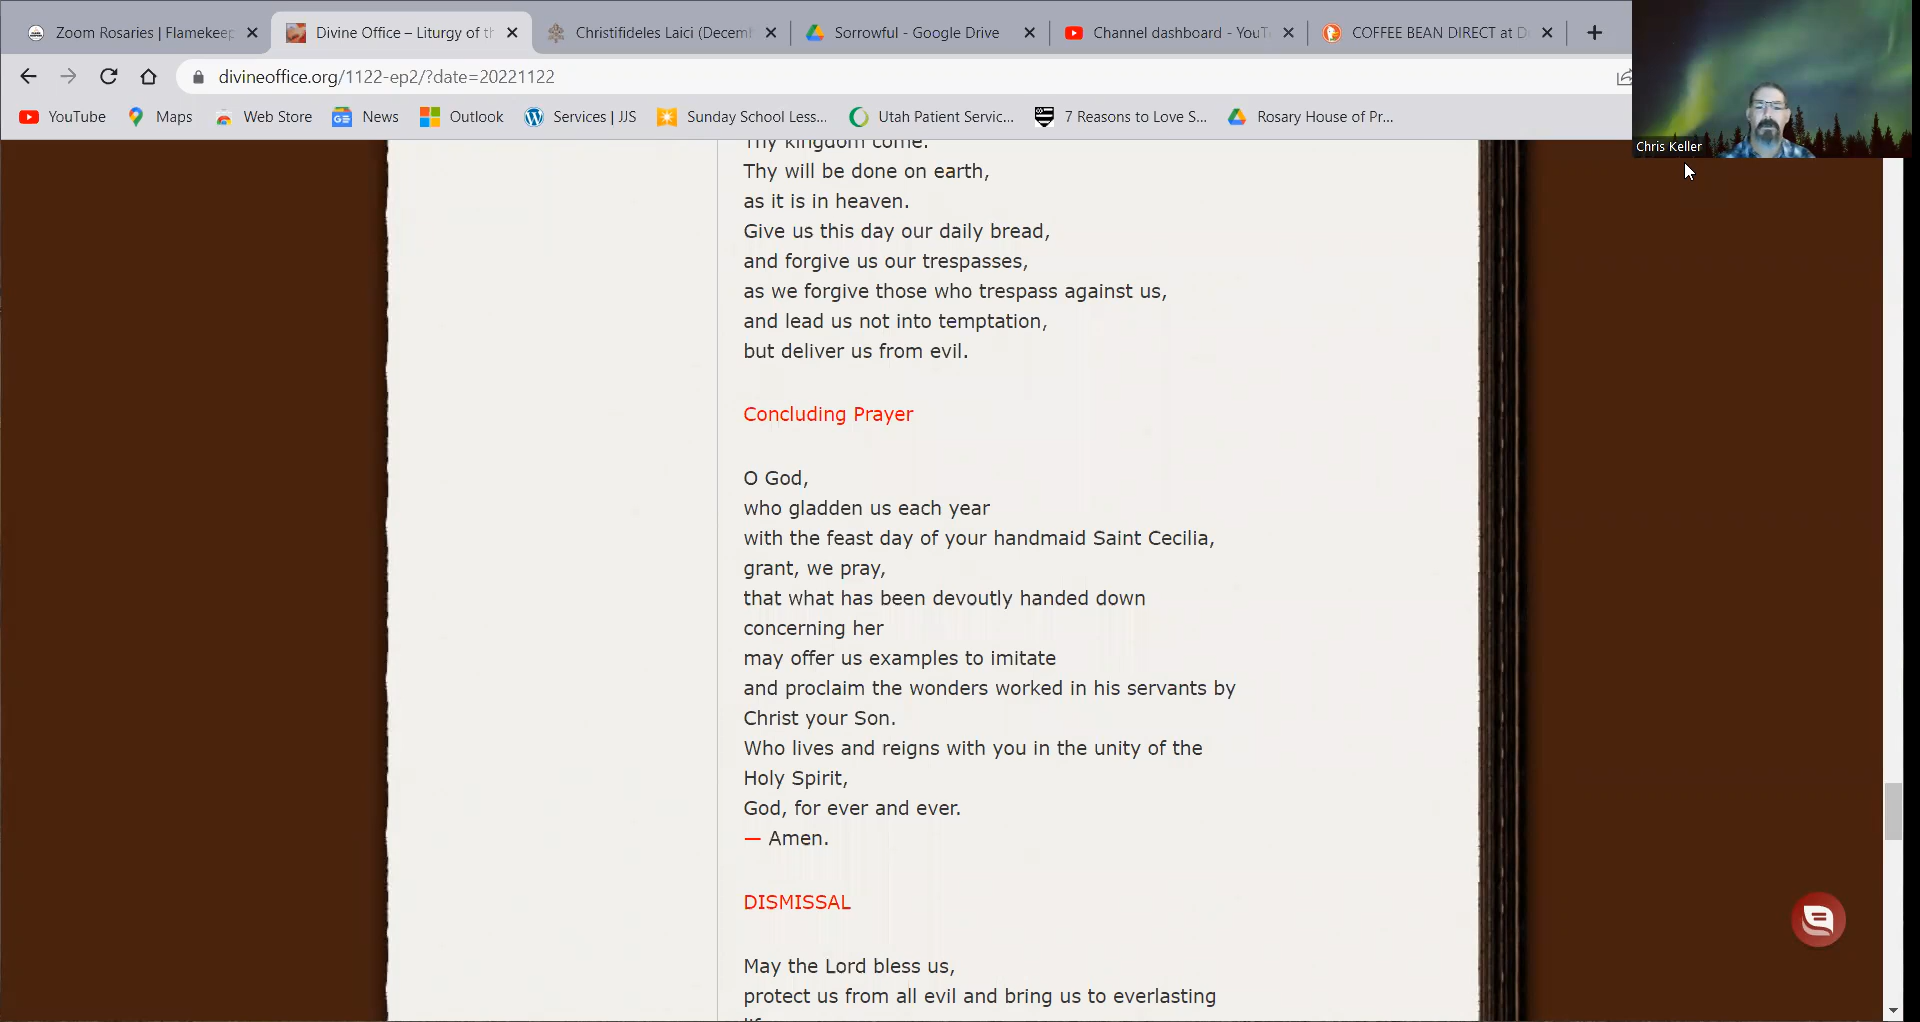 Zoom Rosaries | Flamekeep
Divine Office – Liturgy of th
Christifideles Laici (Decem
Sorrowful - Google Drive
Channel dashboard - YouT
COFFEE BEAN DIRECT at D
divineoffice.org/1122-ep2/?date=20221122
YouTube
Maps
Web Store
News
Outlook
Services | JJS
Sunday School Less...
Utah Patient Servic...
7 Reasons to Love S...
Rosary House of Pr...
Chris Keller
Thy kingdom come.
Thy will be done on earth,
as it is in heaven.
Give us this day our daily bread,
and forgive us our trespasses,
as we forgive those who trespass against us,
and lead us not into temptation,
but deliver us from evil.
Concluding Prayer
O God,
who gladden us each year
with the feast day of your handmaid Saint Cecilia,
grant, we pray,
that what has been devoutly handed down
concerning her
may offer us examples to imitate
and proclaim the wonders worked in his servants by
Christ your Son.
Who lives and reigns with you in the unity of the
Holy Spirit,
God, for ever and ever.
— Amen.
DISMISSAL
May the Lord bless us,
protect us from all evil and bring us to everlasting